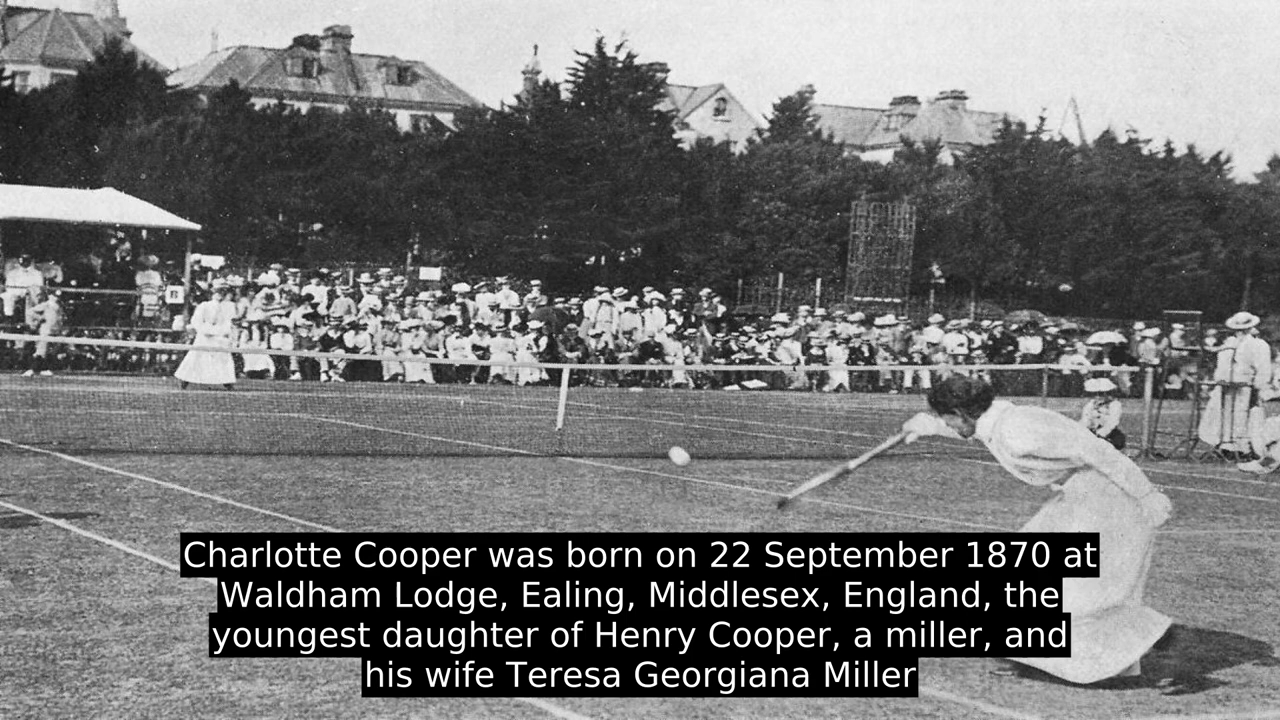 Charlotte Cooper was born on 22 September 1870 at
Waldham Lodge, Ealing, Middlesex, England, the
youngest daughter of Henry Cooper, a miller, and
his wife Teresa Georgiana Miller